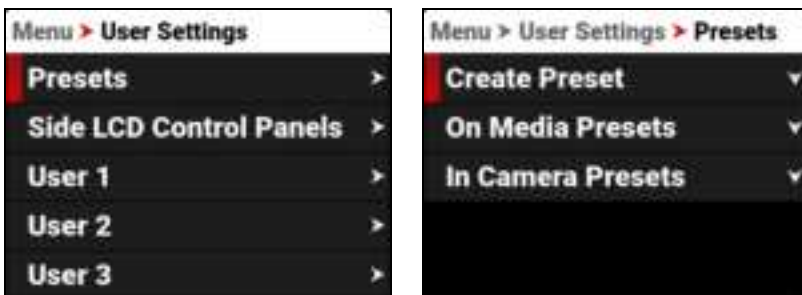 Menu > User Settings
Presets
Side LCD Control Panels
User 1
User 2
User 3
Menu > User Settings > Presets
Create Preset
On Media Presets
In Camera Presets